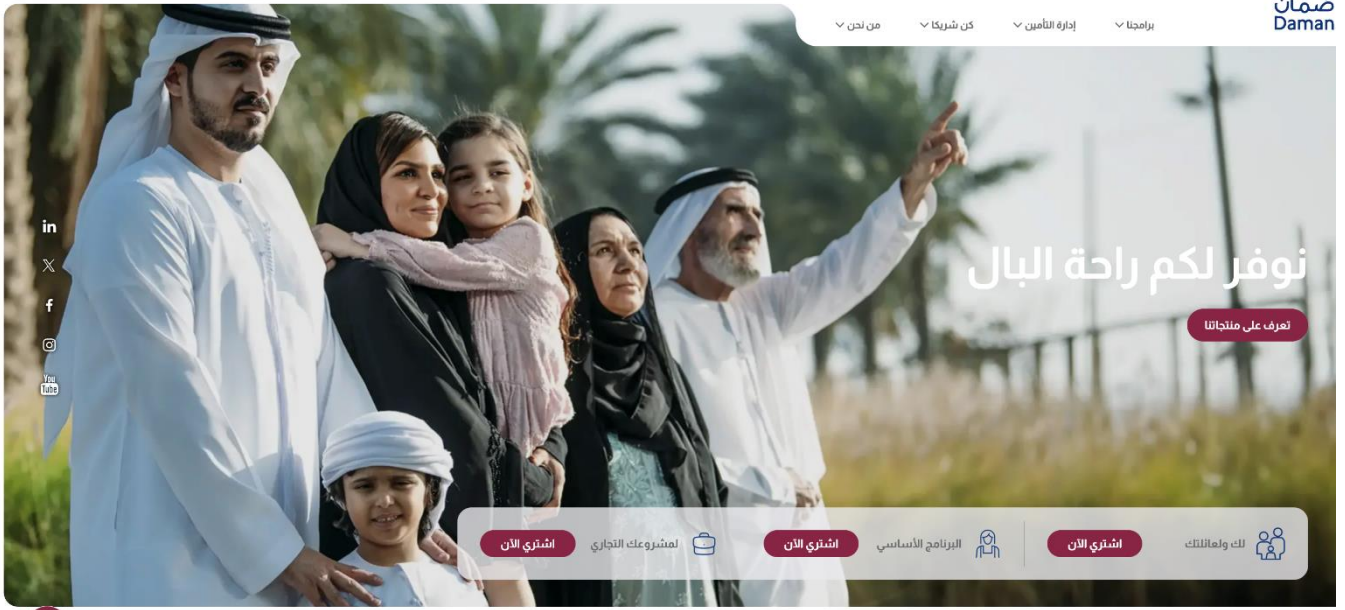 ضمان
Daman
برامجنا
إدارة التأمين
كن شريكا
من نحن
in
X
f
نوفر لكم راحة البال
تعرف على منتجاتنا
You
Tube
لك ولعائلتك
اشتري الآن
البرنامج الأساسي
اشتري الآن
لمشروعك التجاري
اشتري الآن